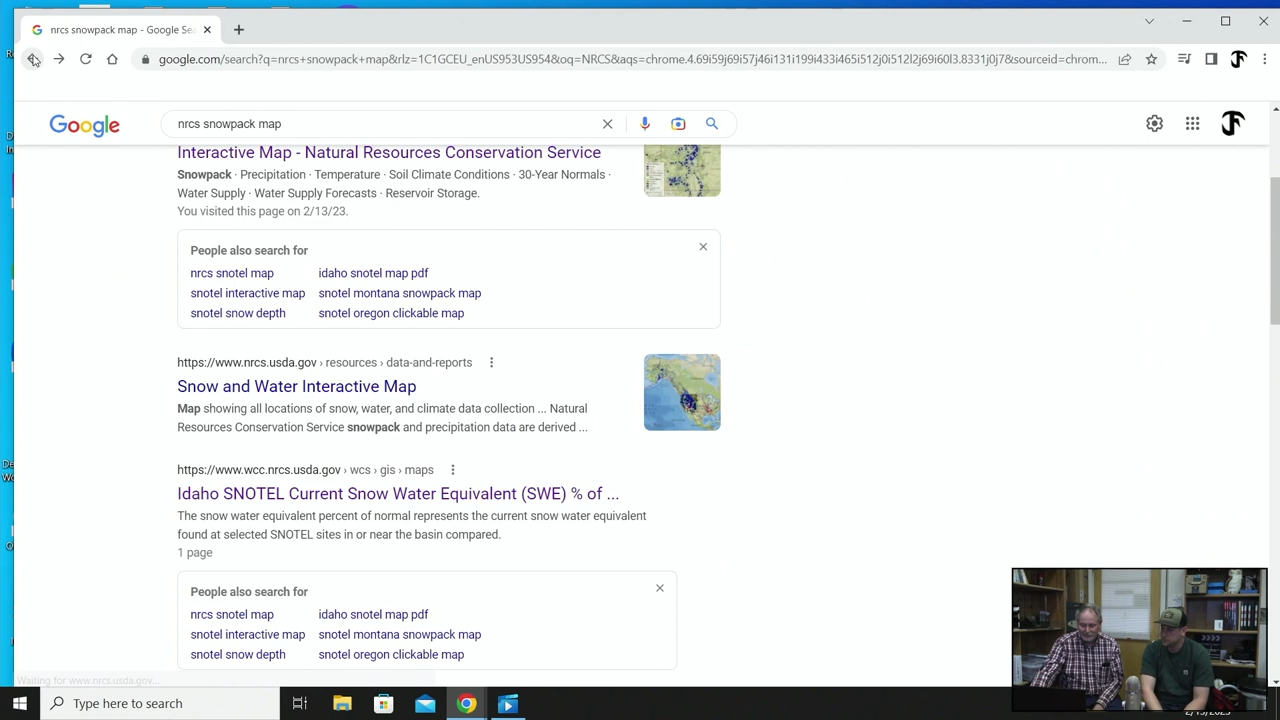 nrcs snowpack map - Google Sea
google.com/search?q=nrcs+snowpack+map&rlz=1C1GCEU_enUS953US954&oq=NRCS&aqs=chrome.4.69i59j69i57j46i131i199i433i465i512j0i512l2j69i60l3.8331j0j7&sourceid=chrom...
Google
nrcs snowpack map
Interactive Map - Natural Resources Conservation Service
Snowpack · Precipitation · Temperature · Soil Climate Conditions · 30-Year Normals ·
Water Supply · Water Supply Forecasts · Reservoir Storage.
You visited this page on 2/13/23.
People also search for
nrcs snotel map idaho snotel map pdf
snotel interactive map snotel montana snowpack map
snotel snow depth snotel oregon clickable map
https://www.nrcs.usda.gov › resources › data-and-reports
Snow and Water Interactive Map
Map showing all locations of snow, water, and climate data collection ... Natural
Resources Conservation Service snowpack and precipitation data are derived ...
https://www.wcc.nrcs.usda.gov › wcs › gis › maps
Idaho SNOTEL Current Snow Water Equivalent (SWE) % of ...
The snow water equivalent percent of normal represents the current snow water equivalent
found at selected SNOTEL sites in or near the basin compared.
1 page
People also search for
nrcs snotel map idaho snotel map pdf
snotel interactive map snotel montana snowpack map
snotel snow depth snotel oregon clickable map
Waiting for www.nrcs.usda.gov...
Type here to search